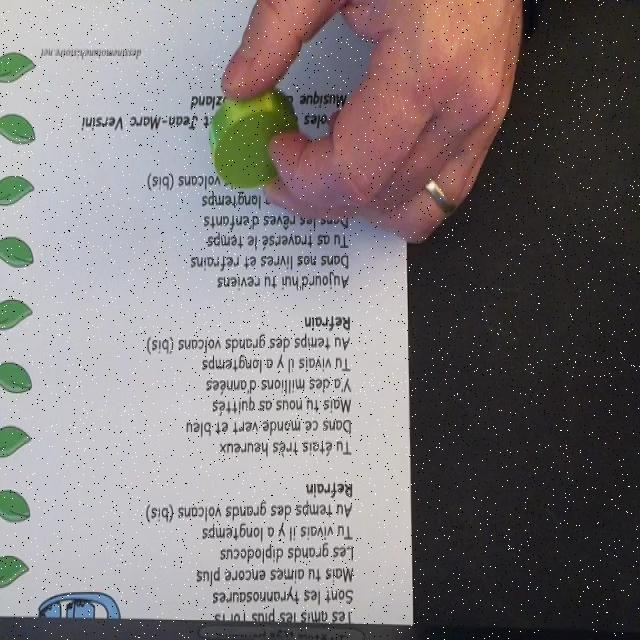 Tes amis les plus forts
Sont les tyrannosaures
Mais tu aimes encore plus
Les grands diplodocus
Tu vivais il y a longtemps
Au temps des grands volcans (bis)
Refrain
Tu étais très heureux
Dans ce monde vert et bleu
Mais tu nous as quittés
Y'a des millions d'années
Tu vivais il y a longtemps
Au temps des grands volcans (bis)
Refrain
Aujourd'hui tu reviens
Dans nos livres et refrains
Tu as traversé le temps
Dans les rêves d'enfants
longtemps
volcans (bis)
Jean-Marc Versini
Musique
dessinemoiunehistoire.net